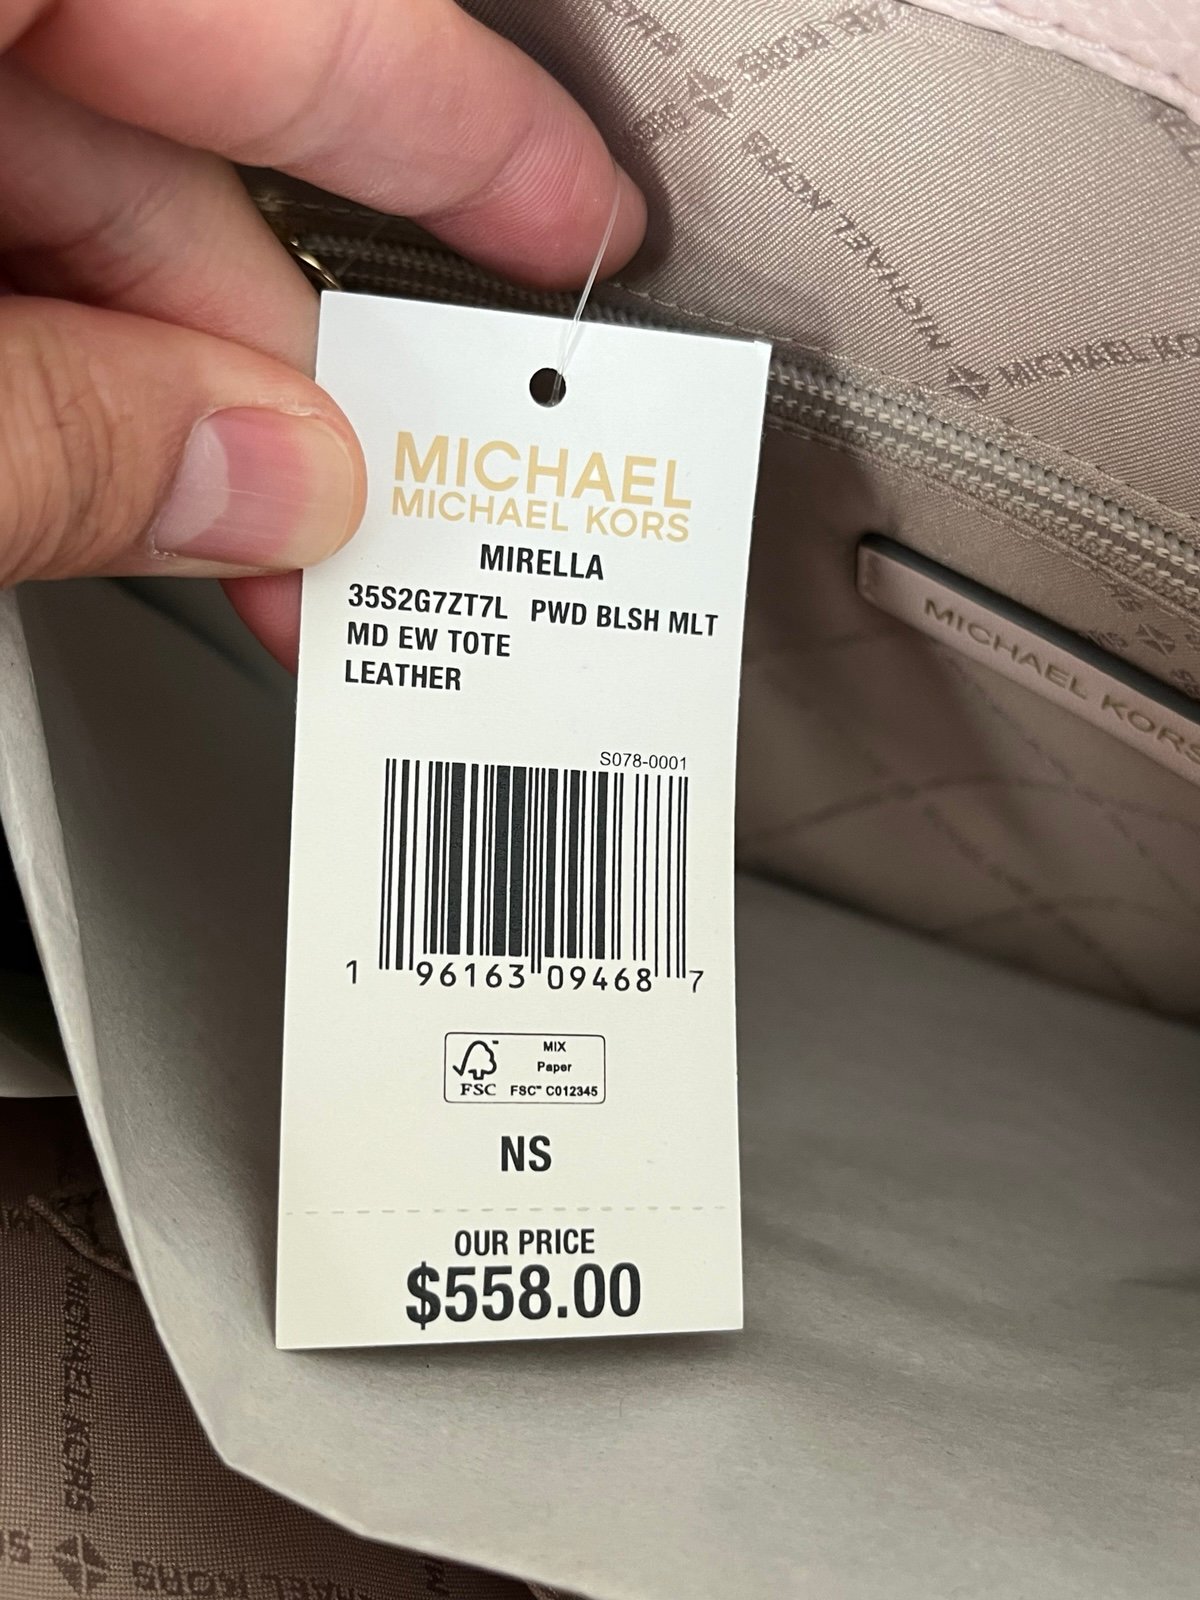 MICHAEL
MICHAEL KORS
MIRELLA
35S2G7ZT7L PWD BLSH MLT
MD EW TOTE
LEATHER
S078-0001
1 96163 09468 7
MIX
Paper
FSC FSC™ C012345
NS
OUR PRICE
$558.00
MICHAEL KORS
MICHAEL KORS
MICHAEL KORS
MICHAEL KORS